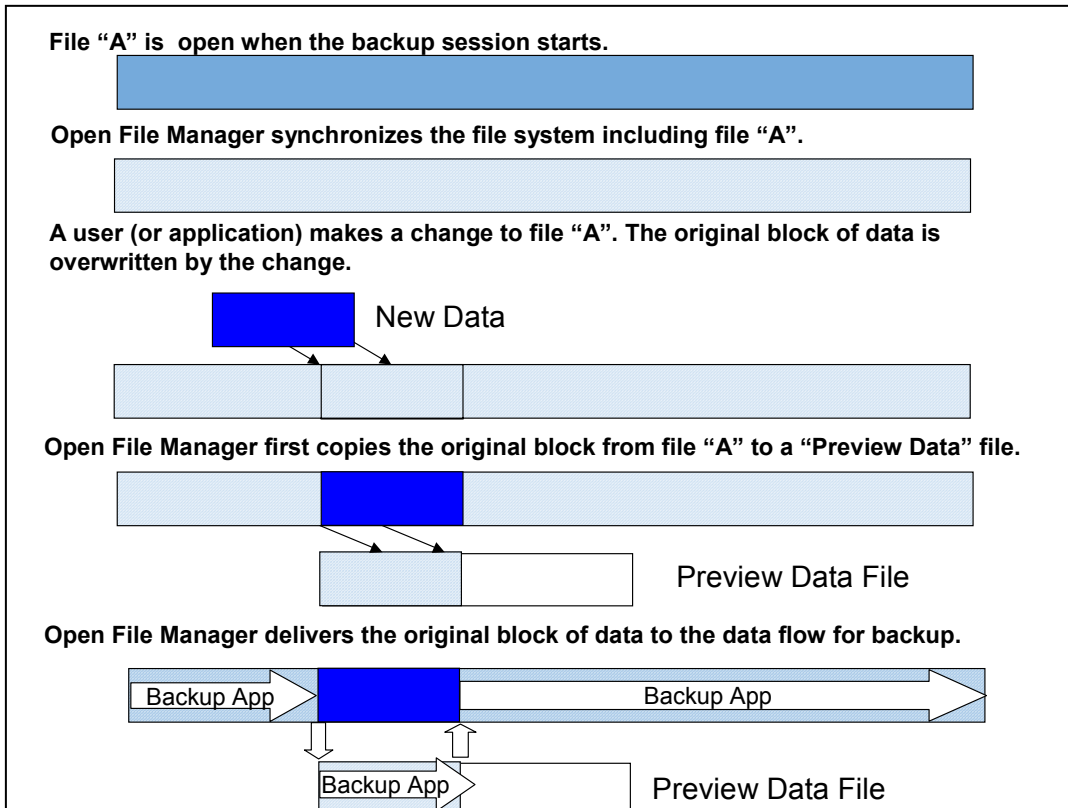 File “A” is  open when the backup session starts.
Open File Manager synchronizes the file system including file “A”.
A user (or application) makes a change to file “A”. The original block of data is
overwritten by the change.
New Data
Open File Manager first copies the original block from file “A” to a “Preview Data” file.
Preview Data File
Open File Manager delivers the original block of data to the data flow for backup.
Backup App
Backup App
Backup App
Preview Data File